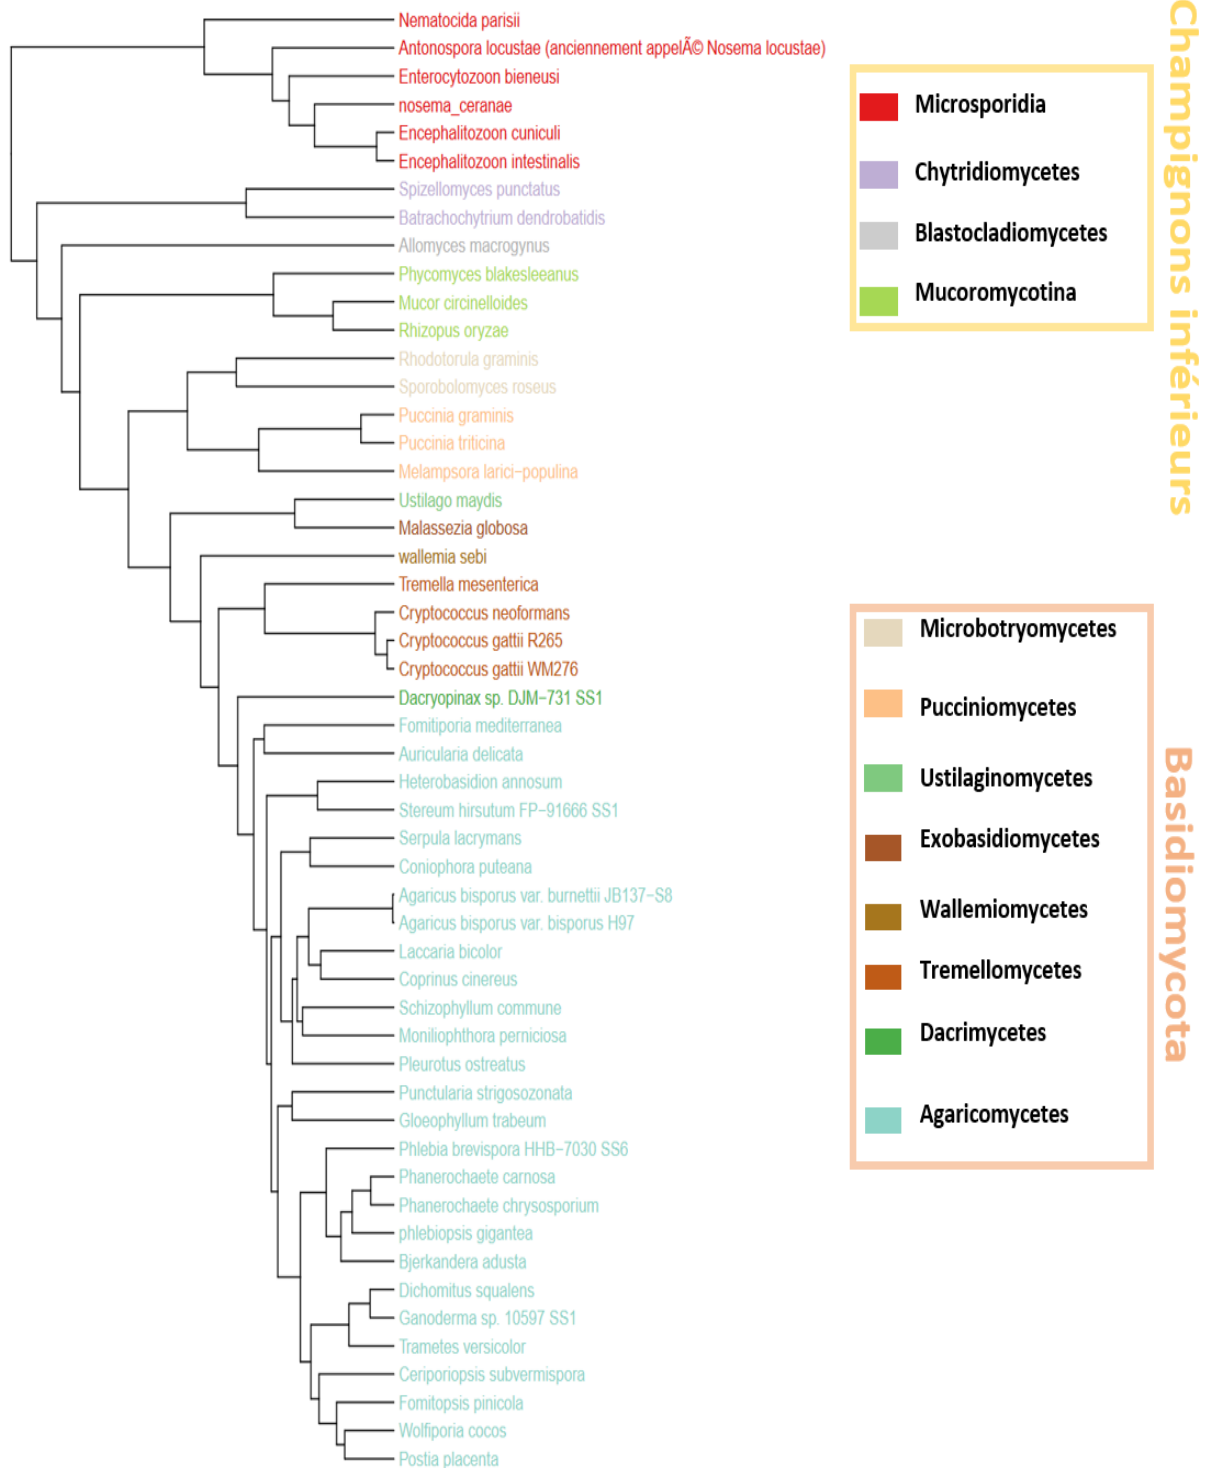 Nematocida parisii
Antonospora locustae (anciennement appelÃ© Nosema locustae)
Enterocytozoon bieneusi
nosema_ceranae
Encephalitozoon cuniculi
Encephalitozoon intestinalis
Spizellomyces punctatus
Batrachochytrium dendrobatidis
Allomyces macrogynus
Phycomyces blakesleeanus
Mucor circinelloides
Rhizopus oryzae
Rhodotorula graminis
Sporobolomyces roseus
Puccinia graminis
Puccinia triticina
Melampsora larici−populina
Ustilago maydis
Malassezia globosa
wallemia sebi
Tremella mesenterica
Cryptococcus neoformans
Cryptococcus gattii R265
Cryptococcus gattii WM276
Dacryopinax sp. DJM−731 SS1
Fomitiporia mediterranea
Auricularia delicata
Heterobasidion annosum
Stereum hirsutum FP−91666 SS1
Serpula lacrymans
Coniophora puteana
Agaricus bisporus var. burnettii JB137−S8
Agaricus bisporus var. bisporus H97
Laccaria bicolor
Coprinus cinereus
Schizophyllum commune
Moniliophthora perniciosa
Pleurotus ostreatus
Punctularia strigosozonata
Gloeophyllum trabeum
Phlebia brevispora HHB−7030 SS6
Phanerochaete carnosa
Phanerochaete chrysosporium
phlebiopsis gigantea
Bjerkandera adusta
Dichomitus squalens
Ganoderma sp. 10597 SS1
Trametes versicolor
Ceriporiopsis subvermispora
Fomitopsis pinicola
Wolfiporia cocos
Postia placenta
Microsporidia
Chytridiomycetes
Blastocladiomycetes
Mucoromycotina
Champignons inférieurs
Microbotryomycetes
Pucciniomycetes
Ustilaginomycetes
Exobasidiomycetes
Wallemiomycetes
Tremellomycetes
Dacrimycetes
Agaricomycetes
Basidiomycota